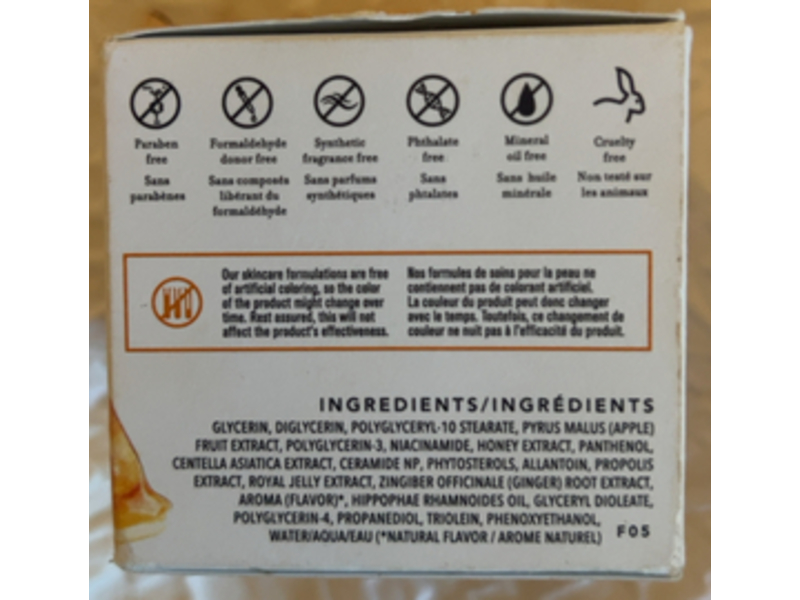 Paraben
free
Sans
parabènes
Formaldehyde
donor free
Sans composés
libérant du
formaldéhyde
Synthetic
fragrance free
Sans parfums
synthétiques
Phthalate
free
Sans
phtalates
Mineral
oil free
Sans huile
minérale
Cruelty
free
Non testé sur
les animaux
Our skincare formulations are free
of artificial coloring, so the color
of the product might change over
time. Rest assured, this will not
affect the product's effectiveness.
Nos formules de soins pour la peau ne
contiennent pas de colorant artificiel.
La couleur du produit peut donc changer
avec le temps. Toutefois, ce changement de
couleur ne nuit pas à l'efficacité du produit.
INGREDIENTS/INGRÉDIENTS
GLYCERIN, DIGLYCERIN, POLYGLYCERYL-10 STEARATE, PYRUS MALUS (APPLE)
FRUIT EXTRACT, POLYGLYCERIN-3, NIACINAMIDE, HONEY EXTRACT, PANTHENOL,
CENTELLA ASIATICA EXTRACT, CERAMIDE NP, PHYTOSTEROLS, ALLANTOIN, PROPOLIS
EXTRACT, ROYAL JELLY EXTRACT, ZINGIBER OFFICINALE (GINGER) ROOT EXTRACT,
AROMA (FLAVOR)*, HIPPOPHAE RHAMNOIDES OIL, GLYCERYL DIOLEATE,
POLYGLYCERIN-4, PROPANEDIOL, TRIOLEIN, PHENOXYETHANOL,
WATER/AQUA/EAU (*NATURAL FLAVOR / AROME NATUREL)
F05